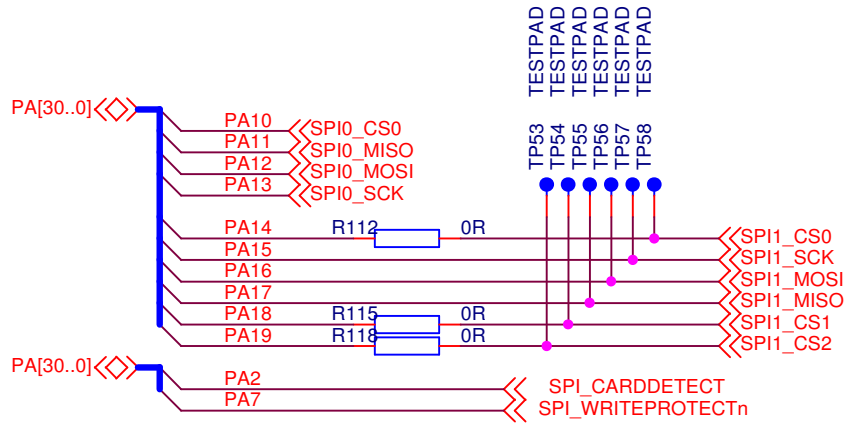 TESTPAD
TESTPAD
TESTPAD
TESTPAD
TESTPAD
TESTPAD
TP53
TP54
TP55
TP56
TP57
TP58
PA[30..0]
PA10 SPI0_CS0
PA11 SPI0_MISO
PA12 SPI0_MOSI
PA13 SPI0_SCK
PA14 R112 0R SPI1_CS0
PA15 SPI1_SCK
PA16 SPI1_MOSI
PA17 SPI1_MISO
PA18 R115 0R SPI1_CS1
PA19 R118 0R SPI1_CS2
PA[30..0]
PA2 SPI_CARDDETECT
PA7 SPI_WRITEPROTECTn